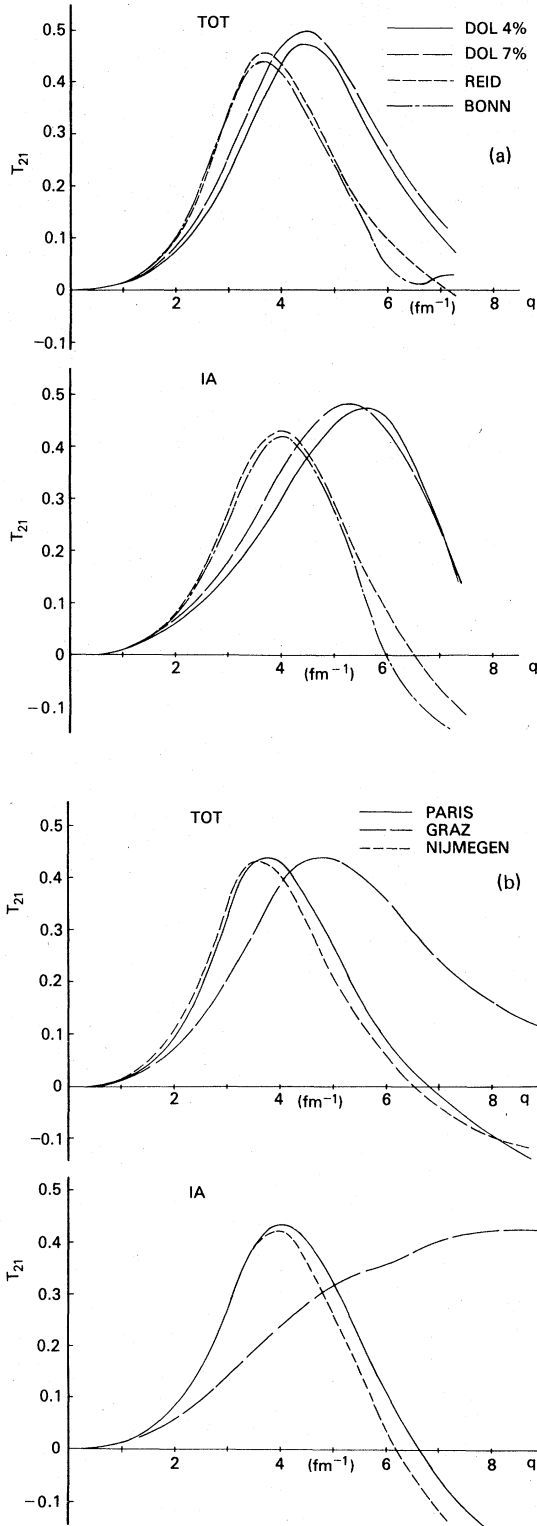 TOT
DOL 4%
DOL 7%
REID
BONN
(a)
T21
0.5
0.4
0.3
0.2
0.1
0
−0.1
2
4
6
8
q
(fm⁻¹)
IA
T21
0.5
0.4
0.3
0.2
0.1
0
−0.1
2
4
6
8
q
(fm⁻¹)
TOT
PARIS
GRAZ
NIJMEGEN
(b)
T21
0.5
0.4
0.3
0.2
0.1
0
−0.1
2
4
6
8
q
(fm⁻¹)
IA
T21
0.5
0.4
0.3
0.2
0.1
0
−0.1
2
4
6
8
q
(fm⁻¹)